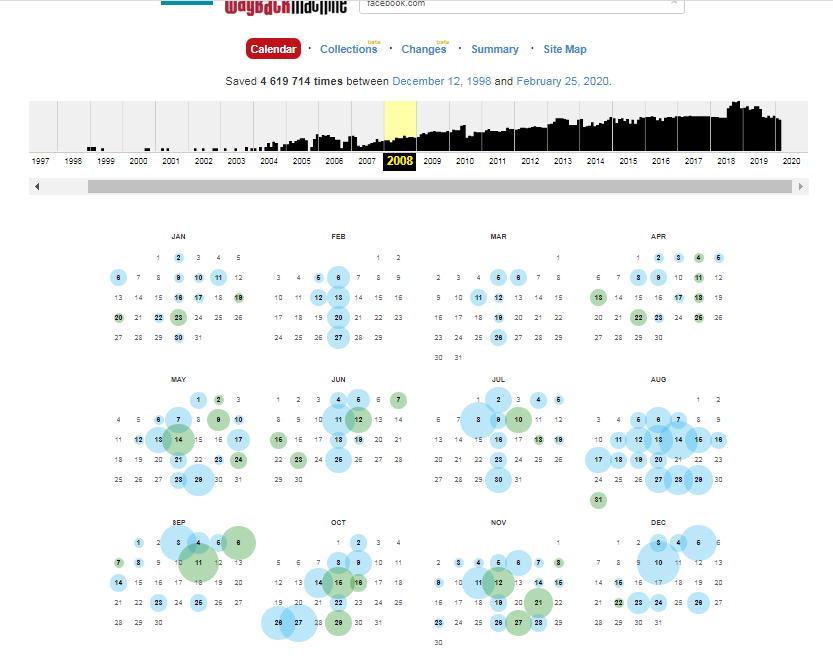 WayBackMachine facebook.com
Calendar · Collections beta · Changes beta · Summary · Site Map
Saved 4 619 714 times between December 12, 1998 and February 25, 2020.
1997 1998 1999 2000 2001 2002 2003 2004 2005 2006 2007 2008 2009 2010 2011 2012 2013 2014 2015 2016 2017 2018 2019 2020
JAN FEB MAR APR
1 2 3 4 5 1 2 1 1 2 3 4 5
6 7 8 9 10 11 12 3 4 5 6 7 8 9 2 3 4 5 6 7 8 6 7 8 9 10 11 12
13 14 15 16 17 18 19 10 11 12 13 14 15 16 9 10 11 12 13 14 15 13 14 15 16 17 18 19
20 21 22 23 24 25 26 17 18 19 20 21 22 23 16 17 18 19 20 21 22 20 21 22 23 24 25 26
27 28 29 30 31 24 25 26 27 28 29 23 24 25 26 27 28 29 27 28 29 30
30 31
MAY JUN JUL AUG
1 2 3 1 2 3 4 5 6 7 1 2 3 4 5 1 2
4 5 6 7 8 9 10 8 9 10 11 12 13 14 6 7 8 9 10 11 12 3 4 5 6 7 8 9
11 12 13 14 15 16 17 15 16 17 18 19 20 21 13 14 15 16 17 18 19 10 11 12 13 14 15 16
18 19 20 21 22 23 24 22 23 24 25 26 27 28 20 21 22 23 24 25 26 17 18 19 20 21 22 23
25 26 27 28 29 30 31 29 30 27 28 29 30 31 24 25 26 27 28 29 30
31
SEP OCT NOV DEC
1 2 3 4 5 6 1 2 3 4 1 1 2 3 4 5 6
7 8 9 10 11 12 13 5 6 7 8 9 10 11 2 3 4 5 6 7 8 7 8 9 10 11 12 13
14 15 16 17 18 19 20 12 13 14 15 16 17 18 9 10 11 12 13 14 15 14 15 16 17 18 19 20
21 22 23 24 25 26 27 19 20 21 22 23 24 25 16 17 18 19 20 21 22 21 22 23 24 25 26 27
28 29 30 26 27 28 29 30 31 23 24 25 26 27 28 29 28 29 30 31
30